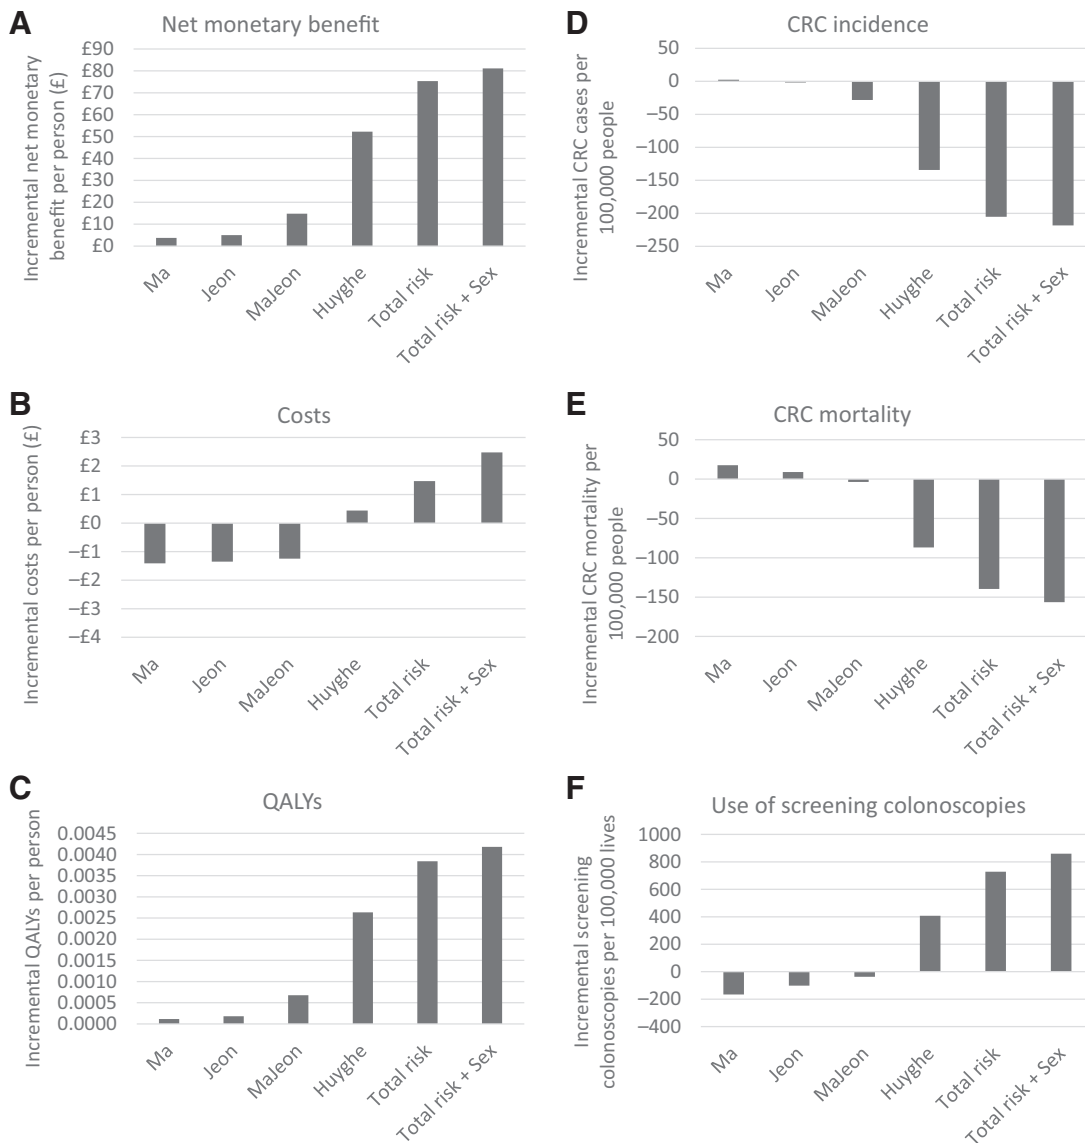 A
Net monetary benefit
Incremental net monetary
benefit per person (£)
£90
£80
£70
£60
£50
£40
£30
£20
£10
£0
Ma
Jeon
MaJeon
Huyghe
Total risk
Total risk + Sex
B
Costs
Incremental costs per person (£)
£3
£2
£1
£0
−£1
−£2
−£3
−£4
Ma
Jeon
MaJeon
Huyghe
Total risk
Total risk + Sex
C
QALYs
Incremental QALYs per person
0.0045
0.0040
0.0035
0.0030
0.0025
0.0020
0.0010
0.0010
0.0005
0.0000
Ma
Jeon
MaJeon
Huyghe
Total risk
Total risk + Sex
D
CRC incidence
Incremental CRC cases per
100,000 people
50
0
−50
−100
−150
−200
−250
Ma
Jeon
MaJeon
Huyghe
Total risk
Total risk + Sex
E
CRC mortality
Incremental CRC mortality per
100,000 people
50
0
−50
−100
−150
−200
Ma
Jeon
MaJeon
Huyghe
Total risk
Total risk + Sex
F
Use of screening colonoscopies
Incremental screening
colonoscopies per 100,000 lives
1000
800
600
400
200
0
−200
−400
Ma
Jeon
MaJeon
Huyghe
Total risk
Total risk + Sex